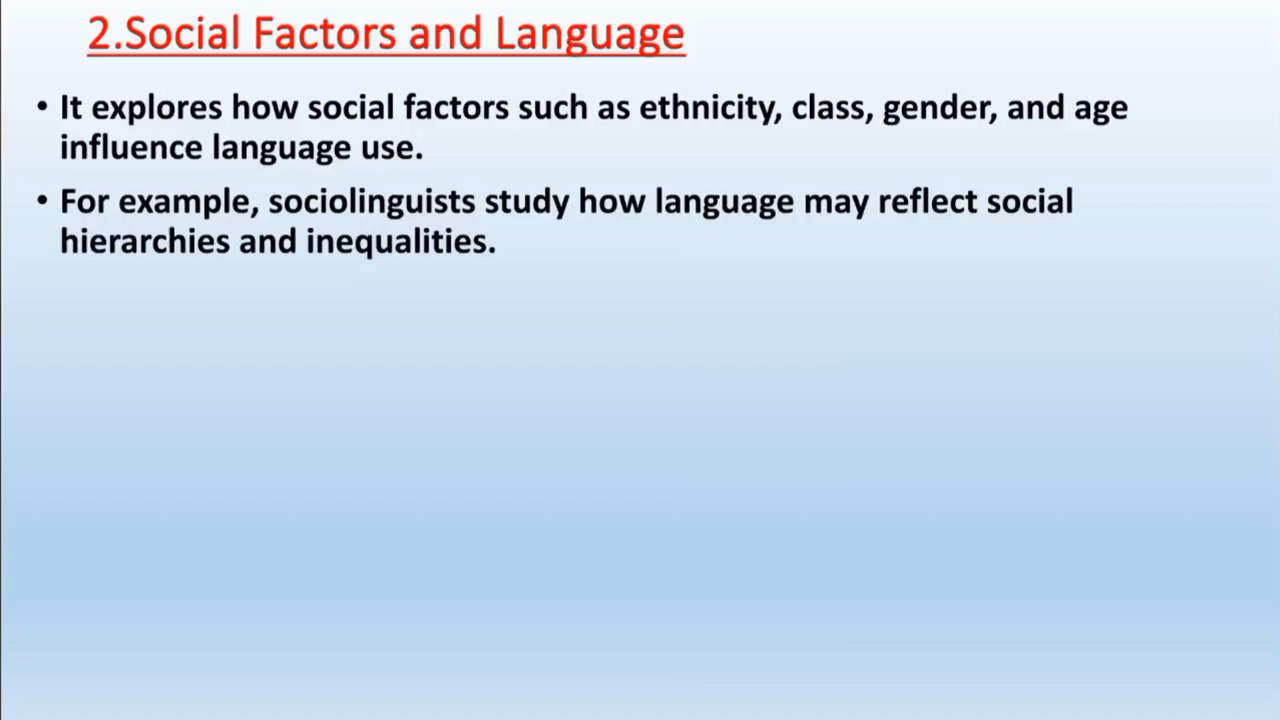 2.Social Factors and Language
• It explores how social factors such as ethnicity, class, gender, and age
influence language use.
• For example, sociolinguists study how language may reflect social
hierarchies and inequalities.